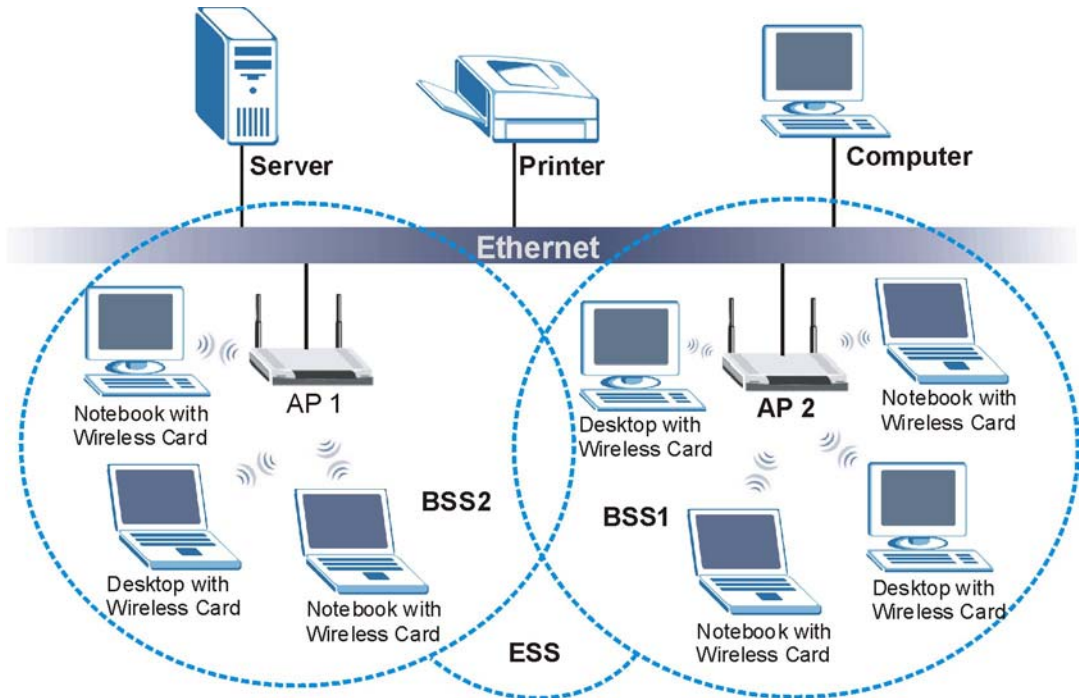 Server
Printer
Computer
Ethernet
AP 1
Notebook with
Wireless Card
Desktop with
Wireless Card
Notebook with
Wireless Card
BSS2
Desktop with
Wireless Card
AP 2
Notebook with
Wireless Card
BSS1
Notebook with
Wireless Card
Desktop with
Wireless Card
ESS